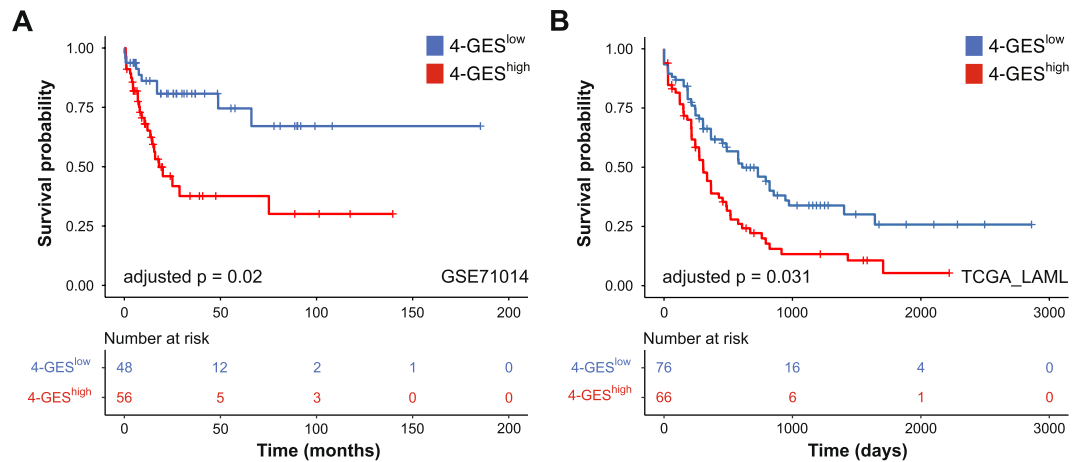 A
Survival probability
1.00
0.75
0.50
0.25
0.00
4-GES^low
4-GES^high
adjusted p = 0.02
GSE71014
0 50 100 150 200
Number at risk
4-GES^low 48 12 2 1 0
4-GES^high 56 5 3 0 0
0 50 100 150 200
Time (months)
B
Survival probability
1.00
0.75
0.50
0.25
0.00
4-GES^low
4-GES^high
adjusted p = 0.031
TCGA_LAML
0 1000 2000 3000
Number at risk
4-GES^low 76 16 4 0
4-GES^high 66 6 1 0
0 1000 2000 3000
Time (days)